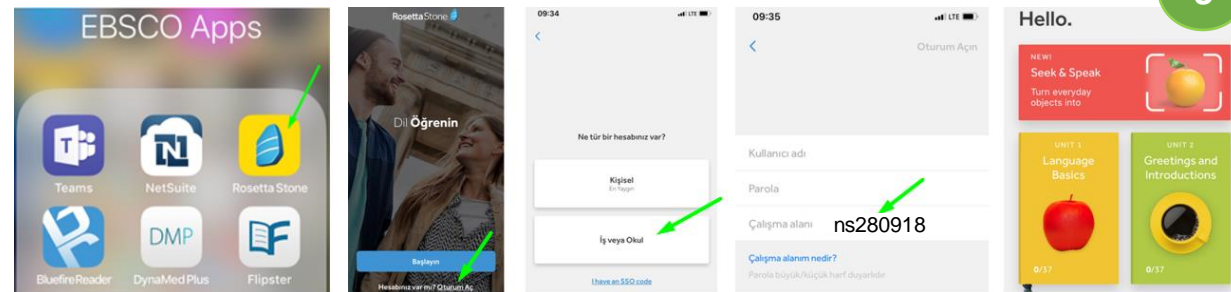 EBSCO Apps
Teams
NetSuite
Rosetta Stone
BluefireReader
DMP
DynaMed Plus
Flipster
RosettaStone
Dil Öğrenin
Başlayın
Hesabınız var mı? Oturum Aç
09:34
LTE
Ne tür bir hesabınız var?
Kişisel
En Yaygın
İş veya Okul
I have an SSO code
09:35
LTE
Oturum Açın
Kullanıcı adı
Parola
Çalışma alanı ns280918
Çalışma alanım nedir?
Parola büyük/küçük harf duyarlıdır
Hello.
NEW!
Seek & Speak
Turn everyday
objects into
UNIT 1
Language
Basics
0/37
UNIT 2
Greetings and
Introductions
0/37